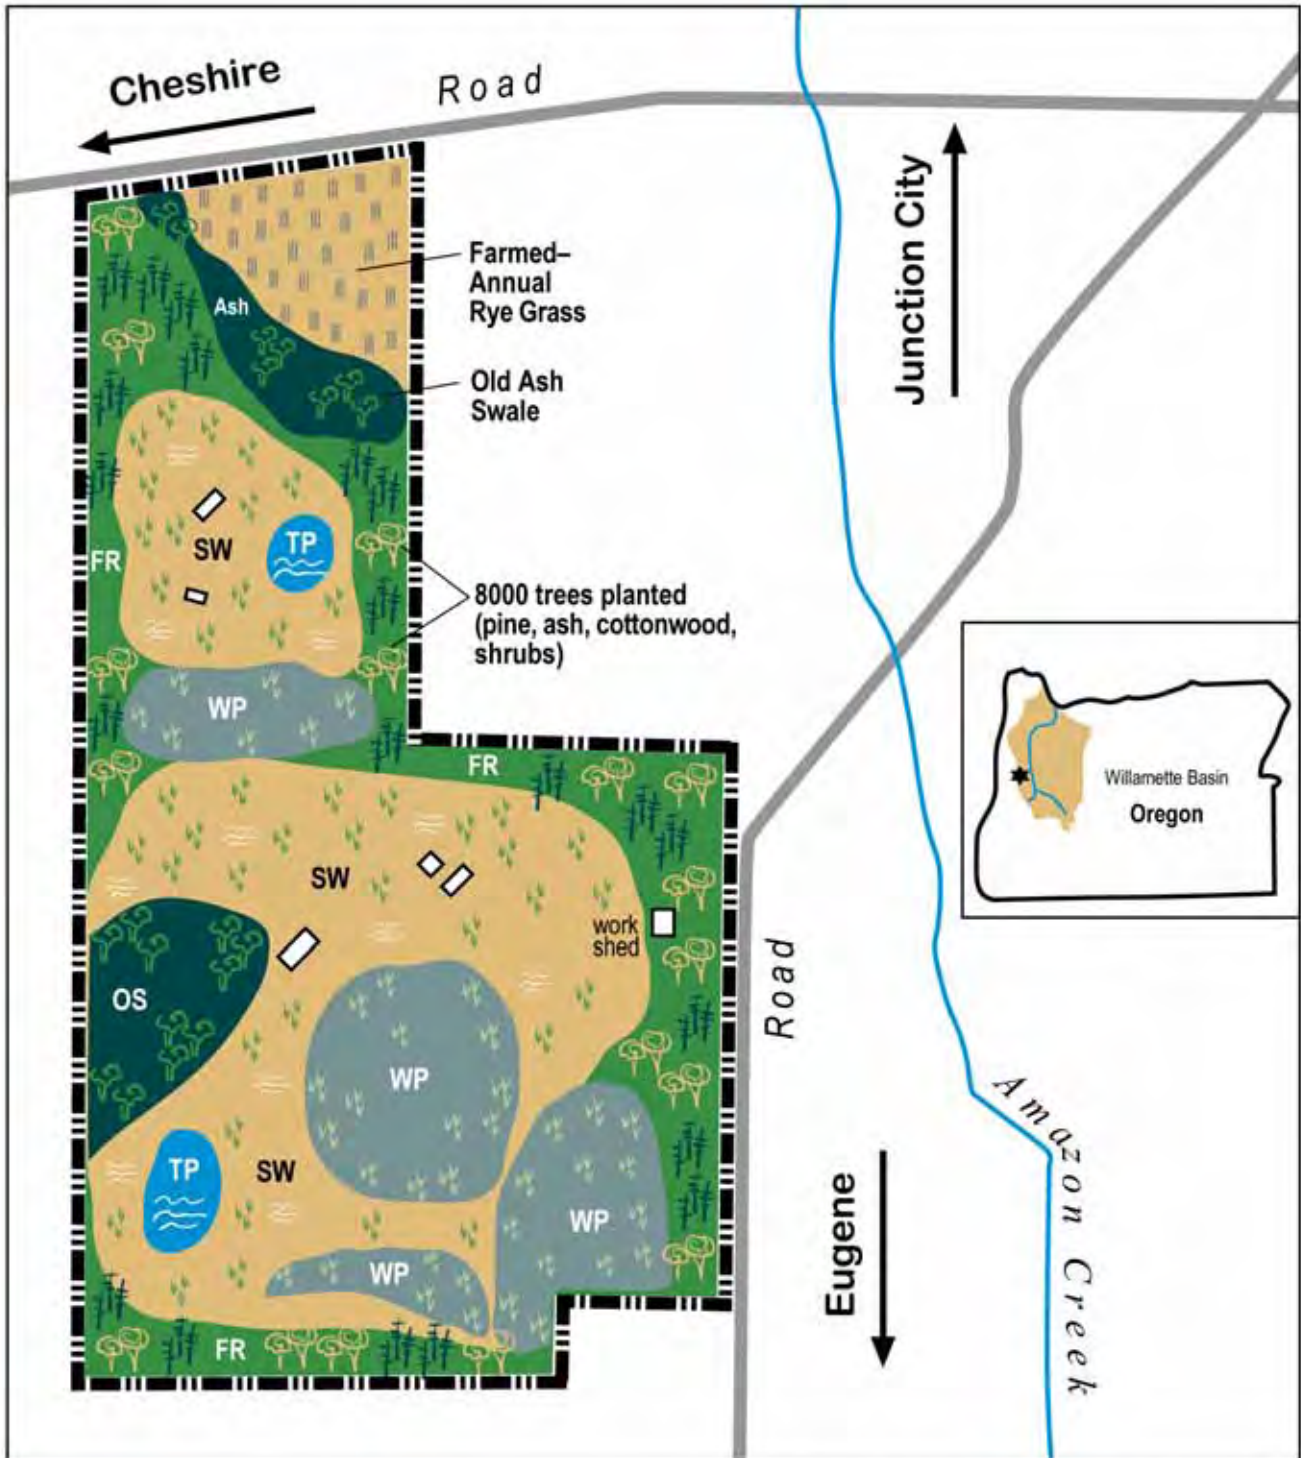 Cheshire
Road
Junction City
Farmed–
Annual
Rye Grass
Ash
Old Ash
Swale
SW
TP
FR
8000 trees planted
(pine, ash, cottonwood,
shrubs)
WP
FR
Willamette Basin
Oregon
SW
work
shed
OS
Road
WP
Amazon Creek
TP
SW
WP
WP
Eugene
FR